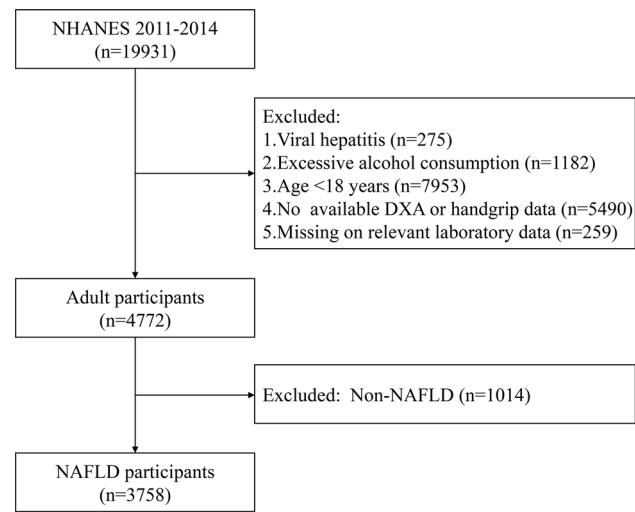 NHANES 2011-2014
(n=19931)
Excluded:
1.Viral hepatitis (n=275)
2.Excessive alcohol consumption (n=1182)
3.Age <18 years (n=7953)
4.No available DXA or handgrip data (n=5490)
5.Missing on relevant laboratory data (n=259)
Adult participants
(n=4772)
Excluded: Non-NAFLD (n=1014)
NAFLD participants
(n=3758)